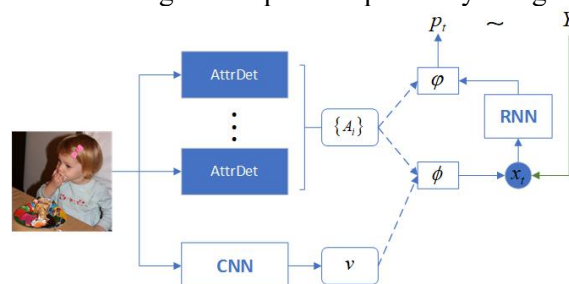 p_t ~
AttrDet
φ
{A_i}
RNN
AttrDet
ϕ
x_t
CNN
v